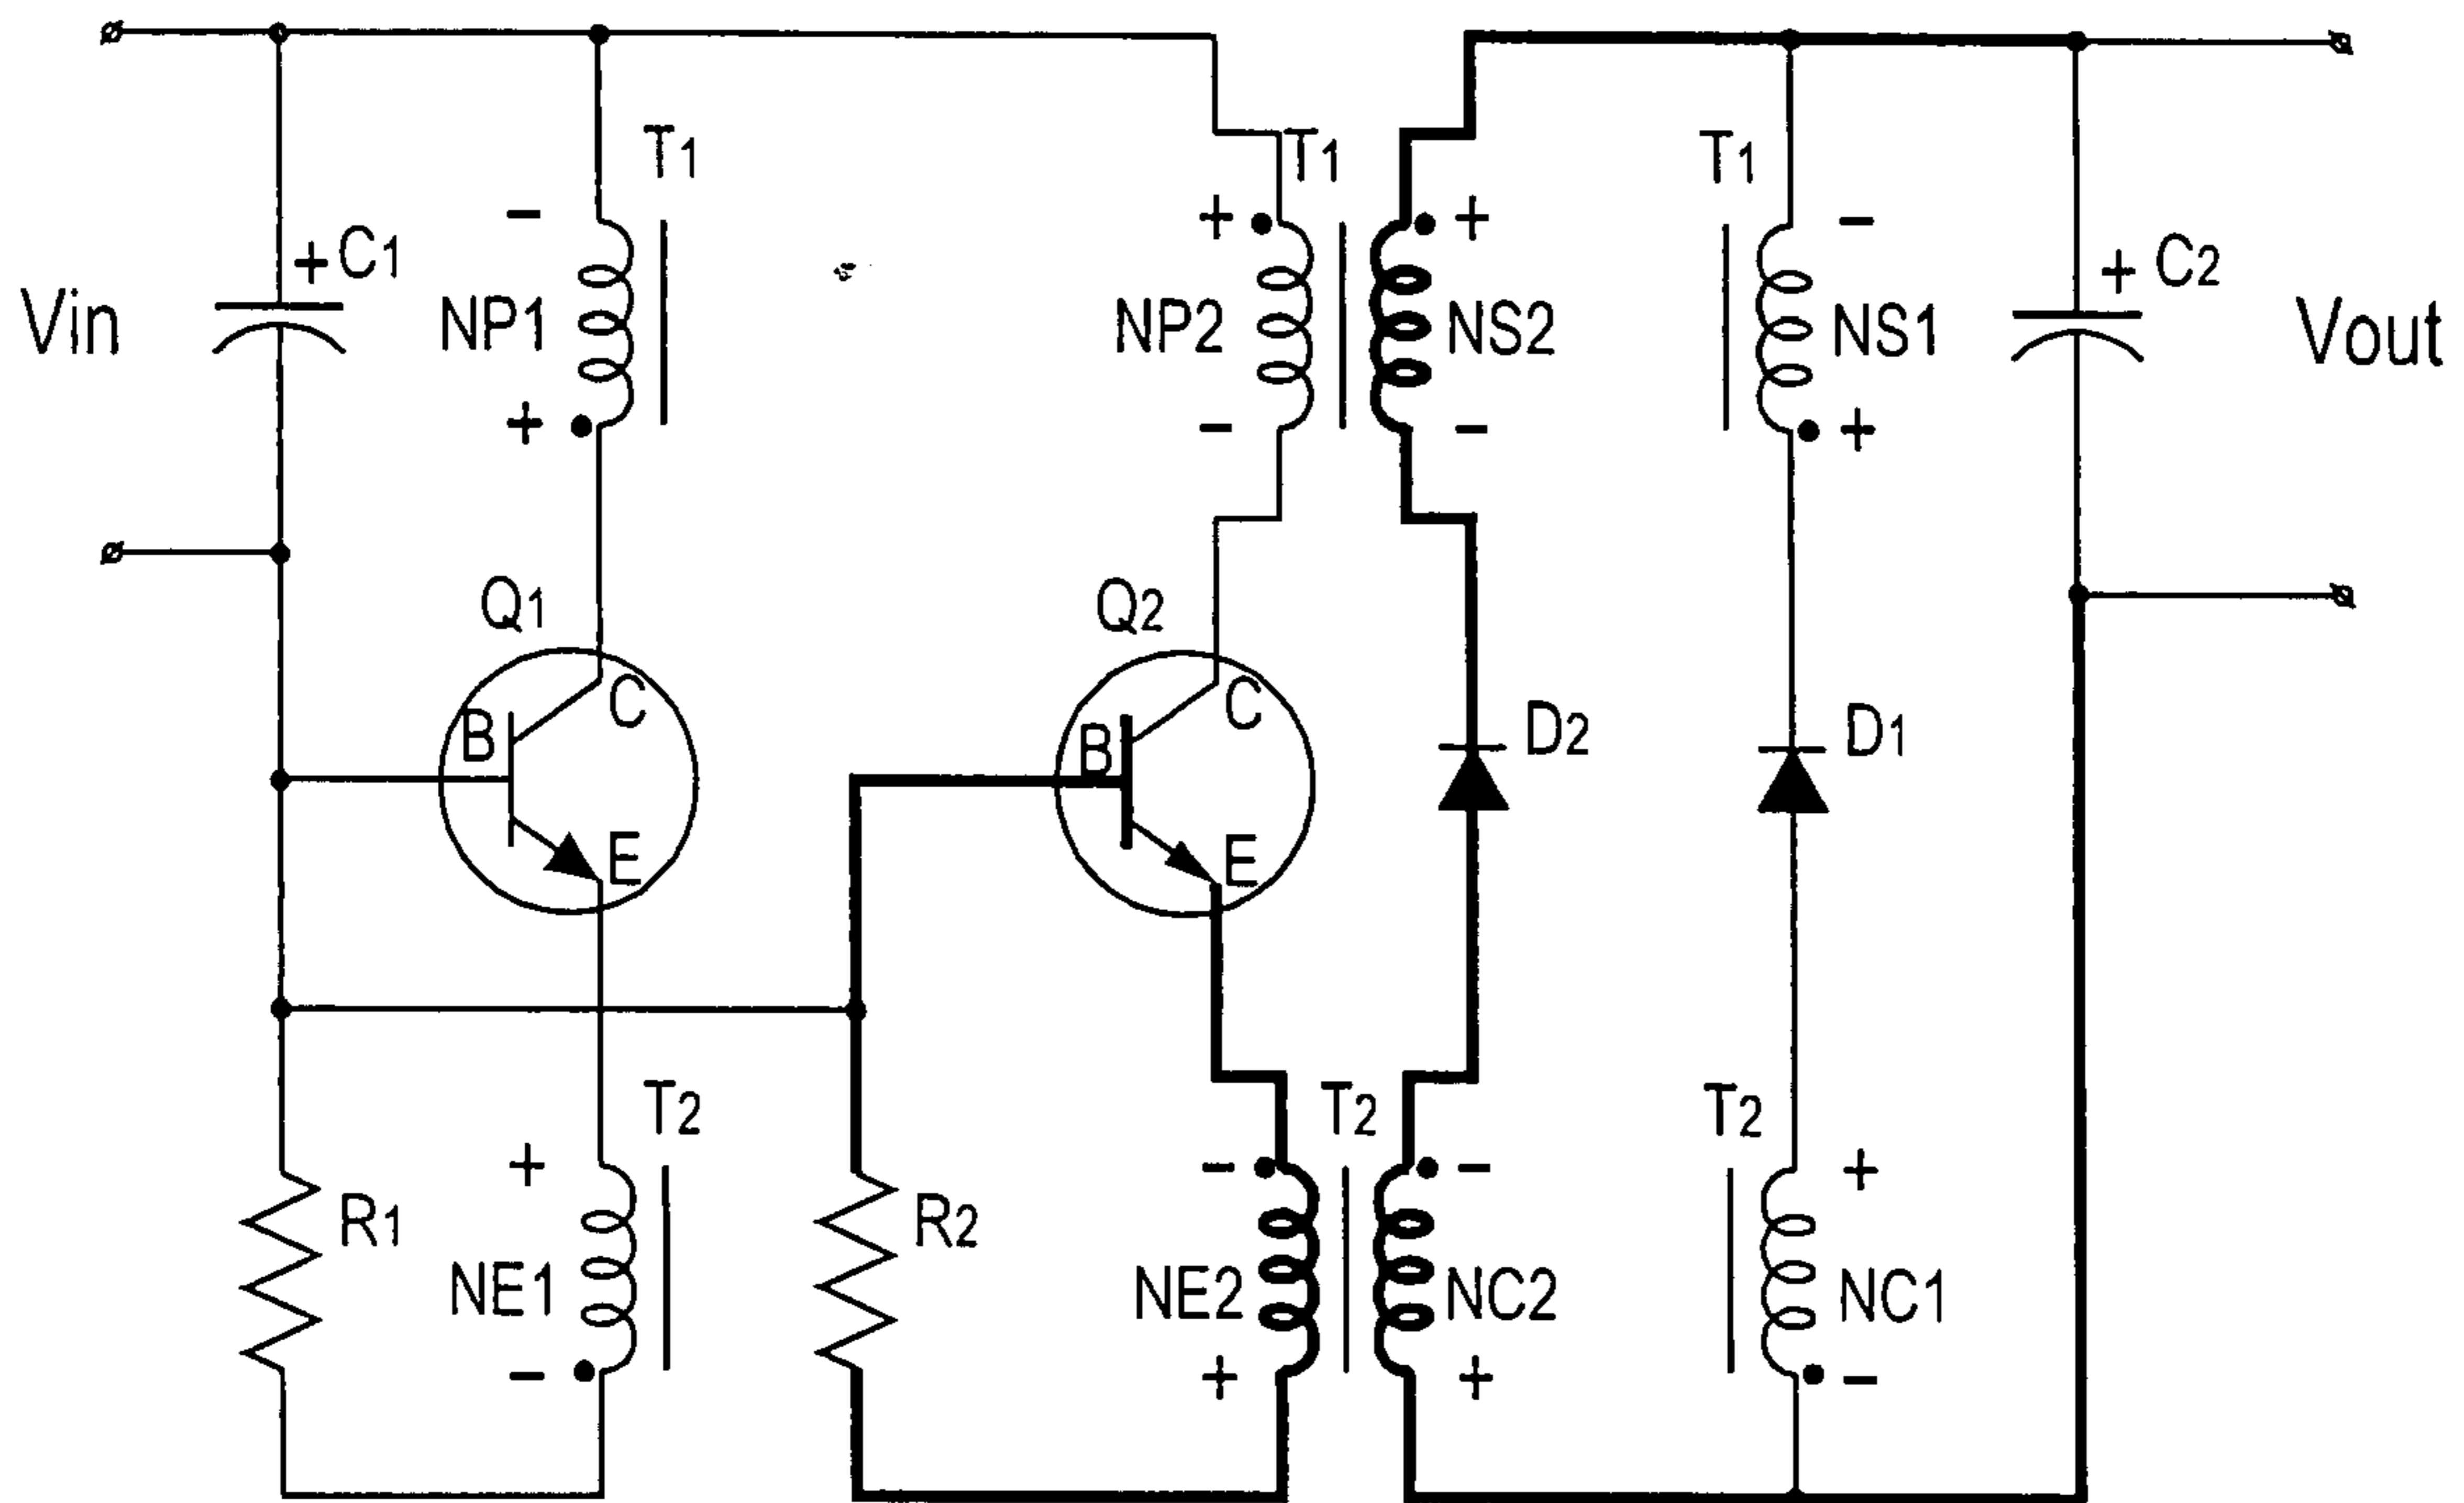 T1 T1 T1
- + + -
+ C1 + C2
Vin NP1 NP2 NS2 NS1 Vout
+ - - +
Q1 Q2
B C B C D2 D1
E E
T2 T2 T2
+ - - +
R1 R2
NE1 NE2 NC2 NC1
- + + -